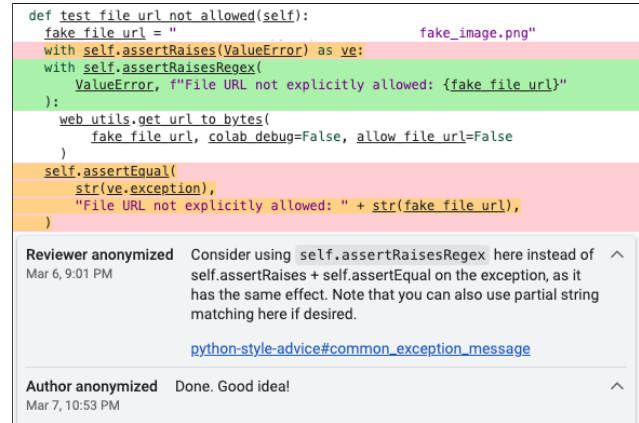 def test_file_url_not_allowed(self):
fake_file_url = " fake_image.png"
with self.assertRaises(ValueError) as ve:
with self.assertRaisesRegex(
ValueError, f"File URL not explicitly allowed: {fake_file_url}"
):
web_utils.get_url_to_bytes(
fake_file_url, colab_debug=False, allow_file_url=False
)
self.assertEqual(
str(ve.exception),
"File URL not explicitly allowed: " + str(fake_file_url),
)
Reviewer anonymized
Mar 6, 9:01 PM
Consider using self.assertRaisesRegex here instead of
self.assertRaises + self.assertEqual on the exception, as it
has the same effect. Note that you can also use partial string
matching here if desired.
python-style-advice#common_exception_message
Author anonymized
Mar 7, 10:53 PM
Done. Good idea!